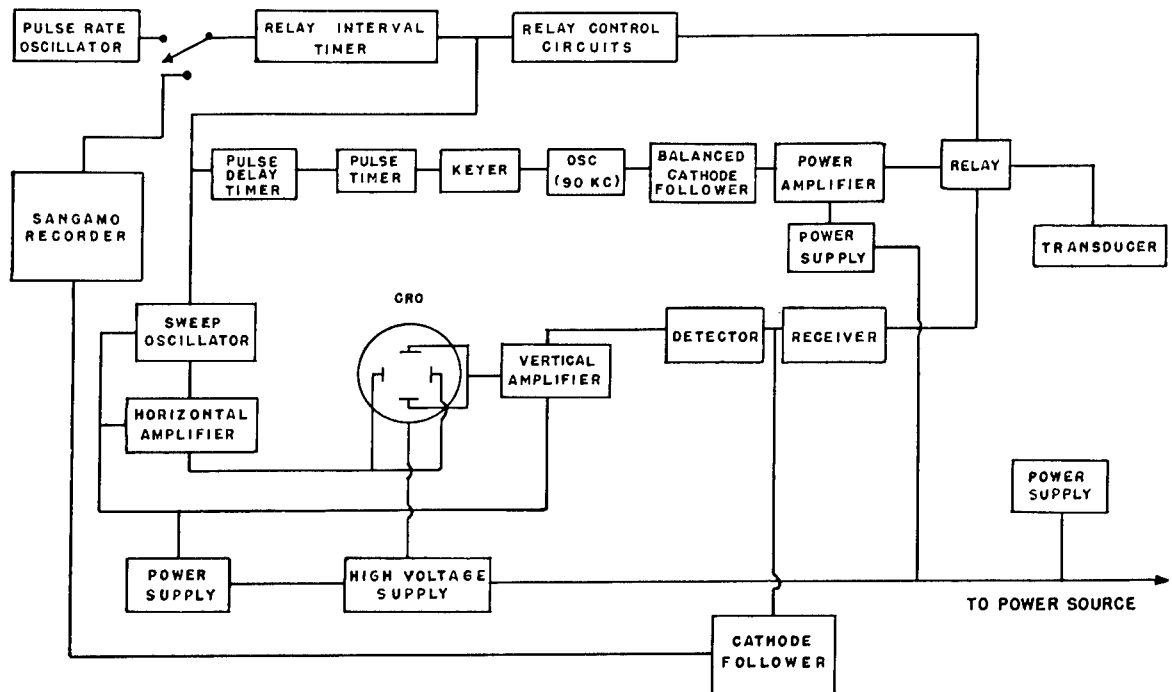 PULSE RATE
OSCILLATOR
RELAY INTERVAL
TIMER
RELAY CONTROL
CIRCUITS
PULSE
DELAY
TIMER
PULSE
TIMER
KEYER
OSC
(90 KC)
BALANCED
CATHODE
FOLLOWER
POWER
AMPLIFIER
RELAY
SANGAMO
RECORDER
POWER
SUPPLY
TRANSDUCER
SWEEP
OSCILLATOR
CRO
VERTICAL
AMPLIFIER
DETECTOR
RECEIVER
HORIZONTAL
AMPLIFIER
POWER
SUPPLY
POWER
SUPPLY
HIGH VOLTAGE
SUPPLY
TO POWER SOURCE
CATHODE
FOLLOWER